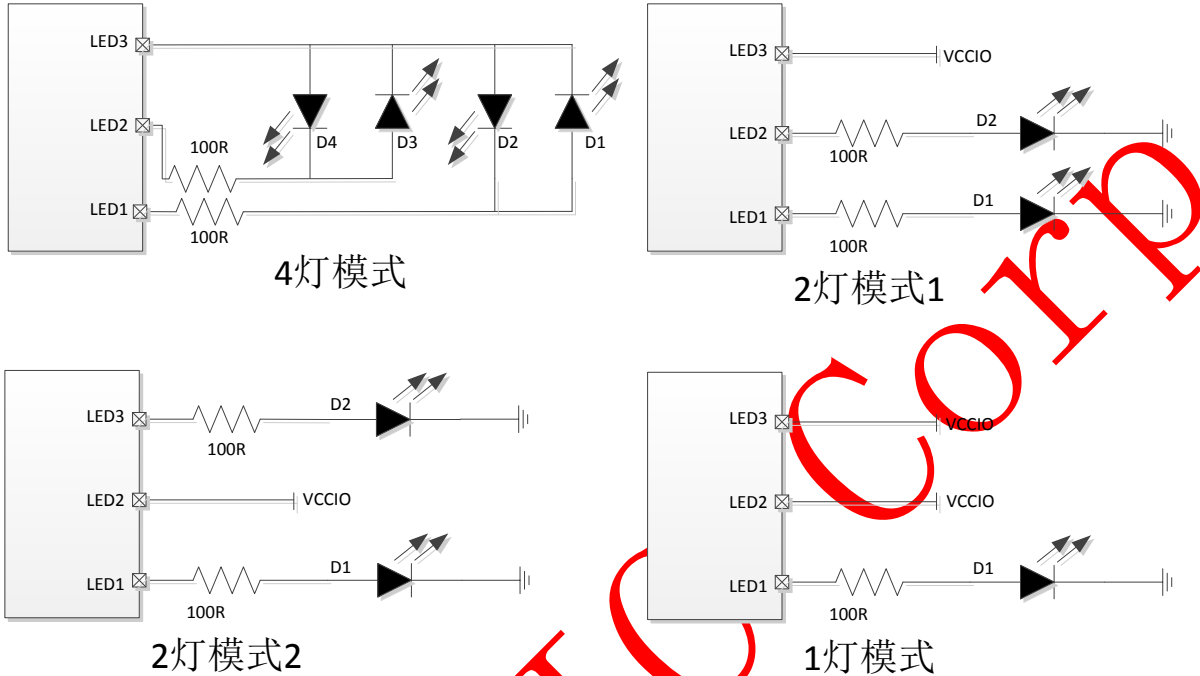 LED3
LED2
LED1
100R
100R
D4
D3
D2
D1
4灯模式
LED3
VCCIO
LED2
100R
D2
LED1
100R
D1
2灯模式1
LED3
100R
D2
LED2
VCCIO
LED1
100R
D1
2灯模式2
LED3
VCCIO
LED2
VCCIO
LED1
100R
D1
1灯模式
Corp